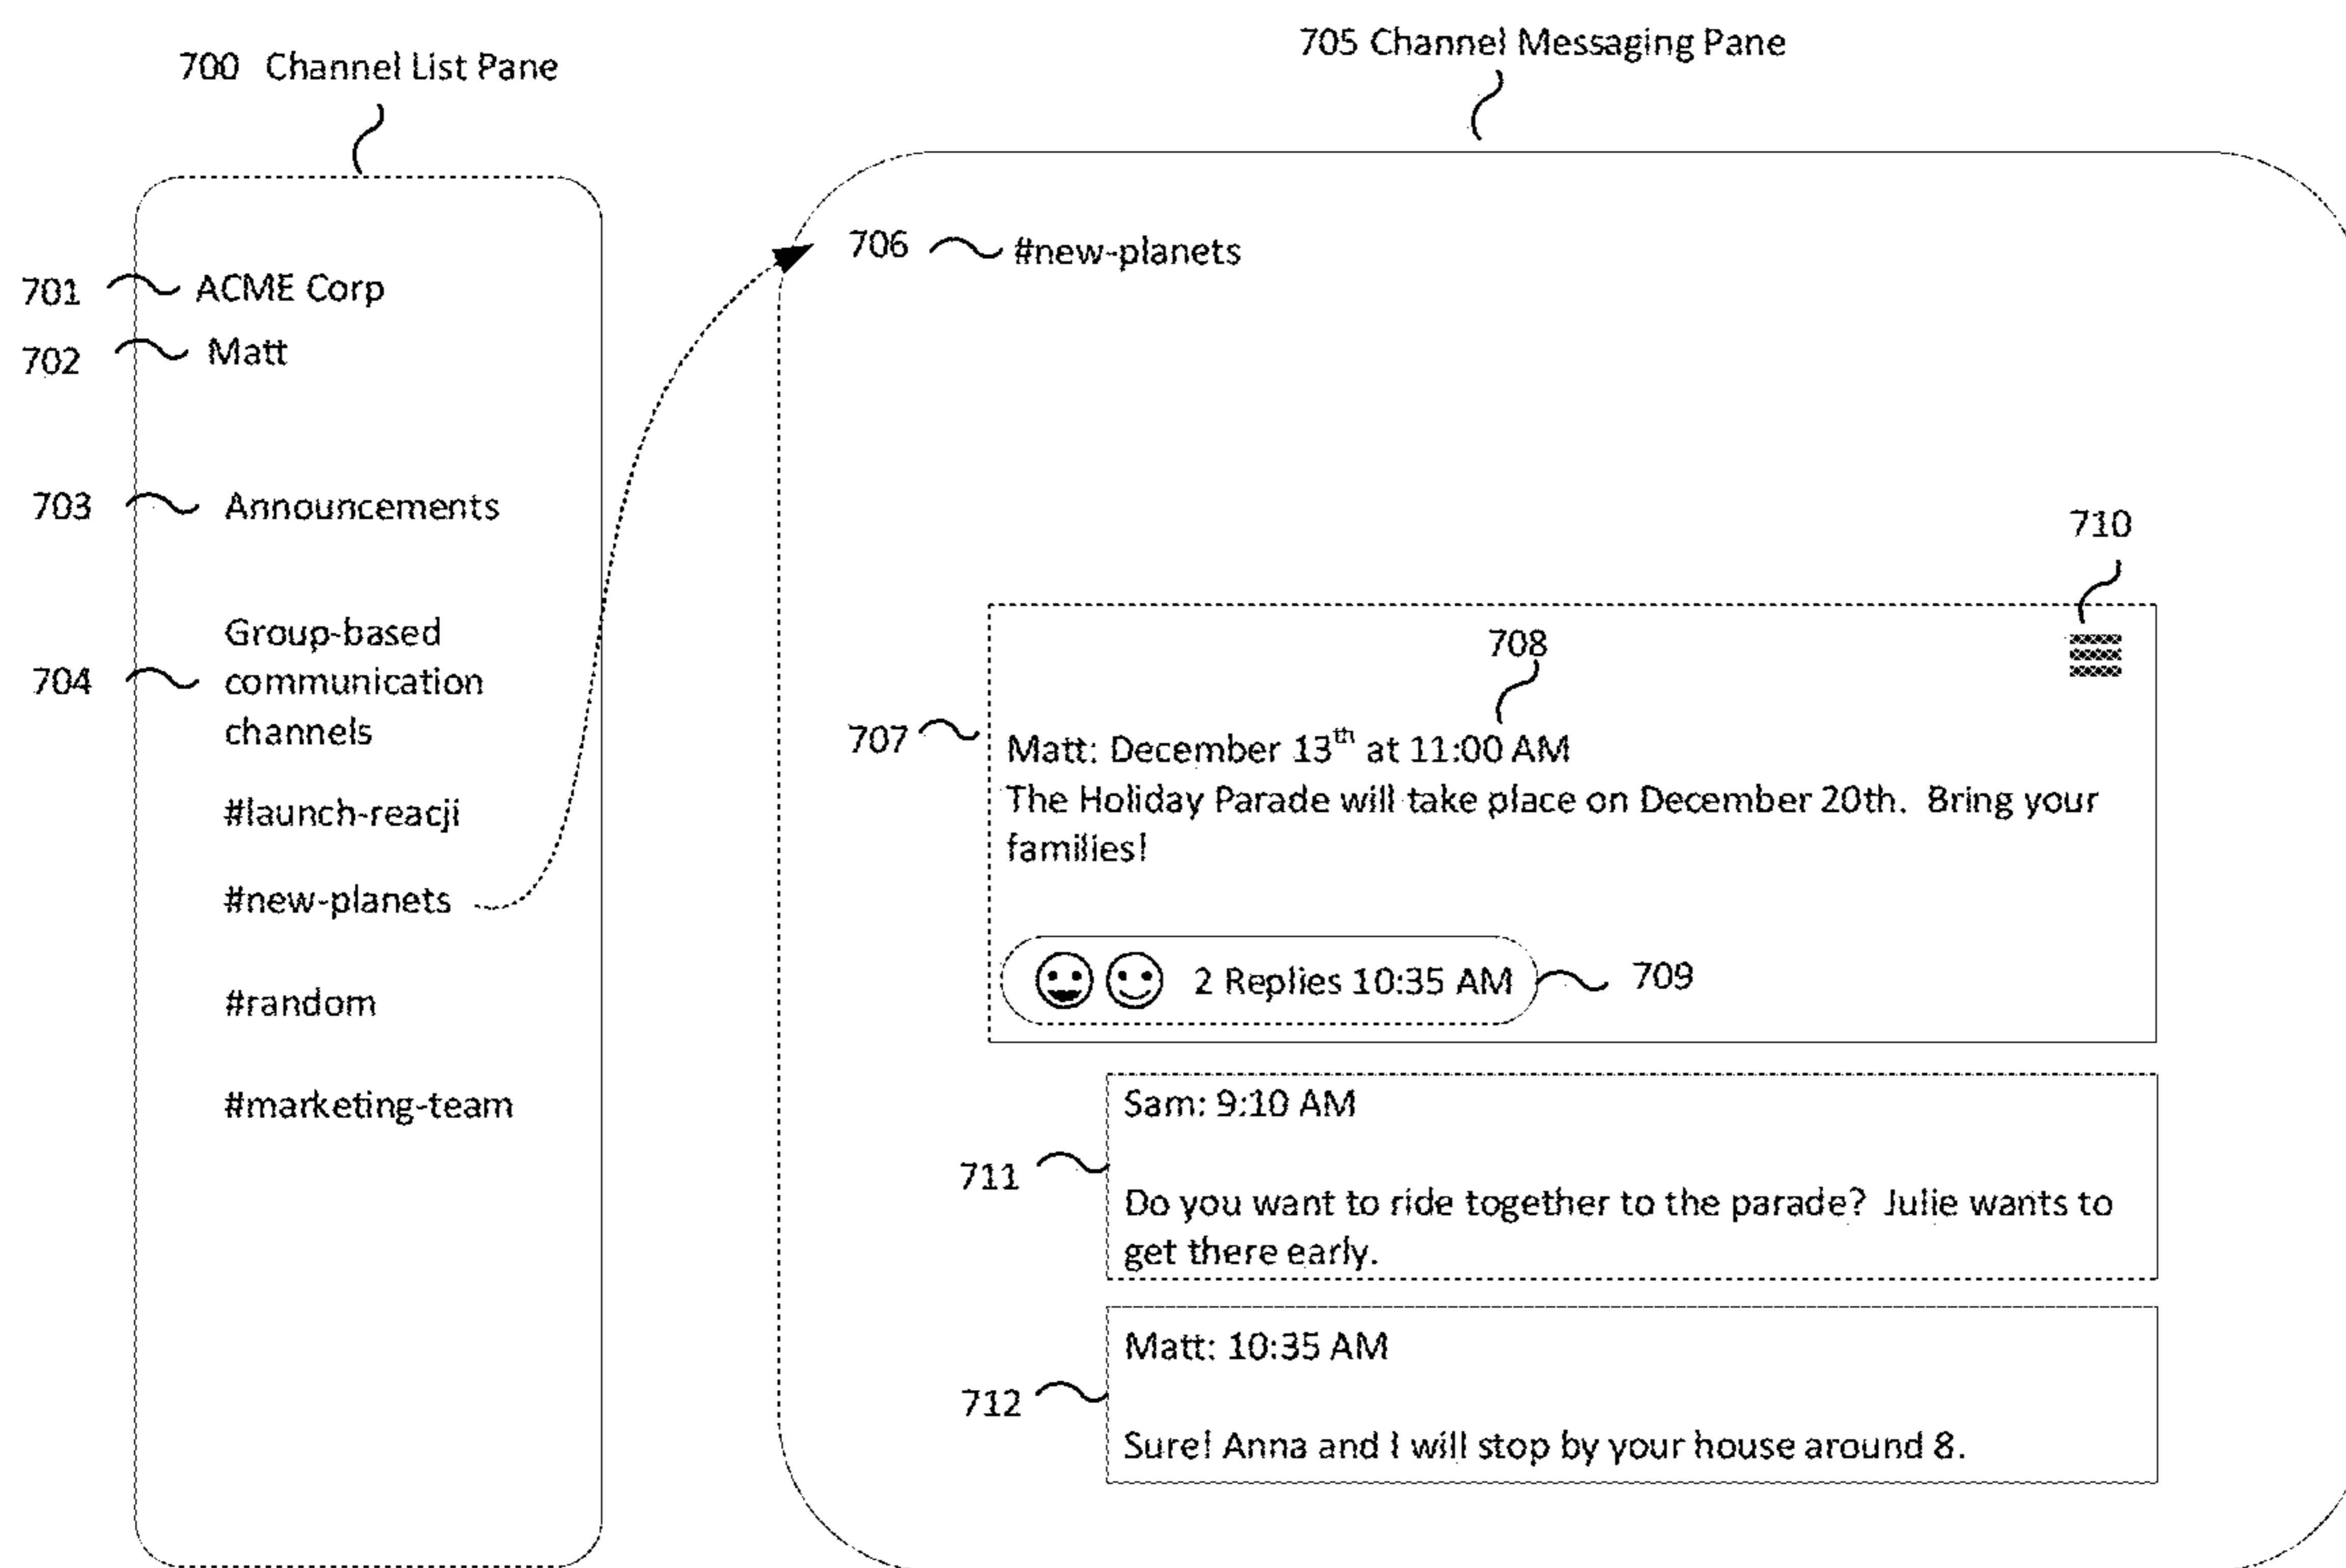 700 Channel List Pane
701 ACME Corp
702 Matt
703 Announcements
Group-based
704 communication
channels
#launch-reacji
#new-planets
#random
#marketing-team
705 Channel Messaging Pane
706 #new-planets
710
708
707
Matt: December 13th at 11:00 AM
The Holiday Parade will take place on December 20th. Bring your
families!
2 Replies 10:35 AM 709
Sam: 9:10 AM
711
Do you want to ride together to the parade? Julie wants to
get there early.
Matt: 10:35 AM
712
Sure! Anna and I will stop by your house around 8.